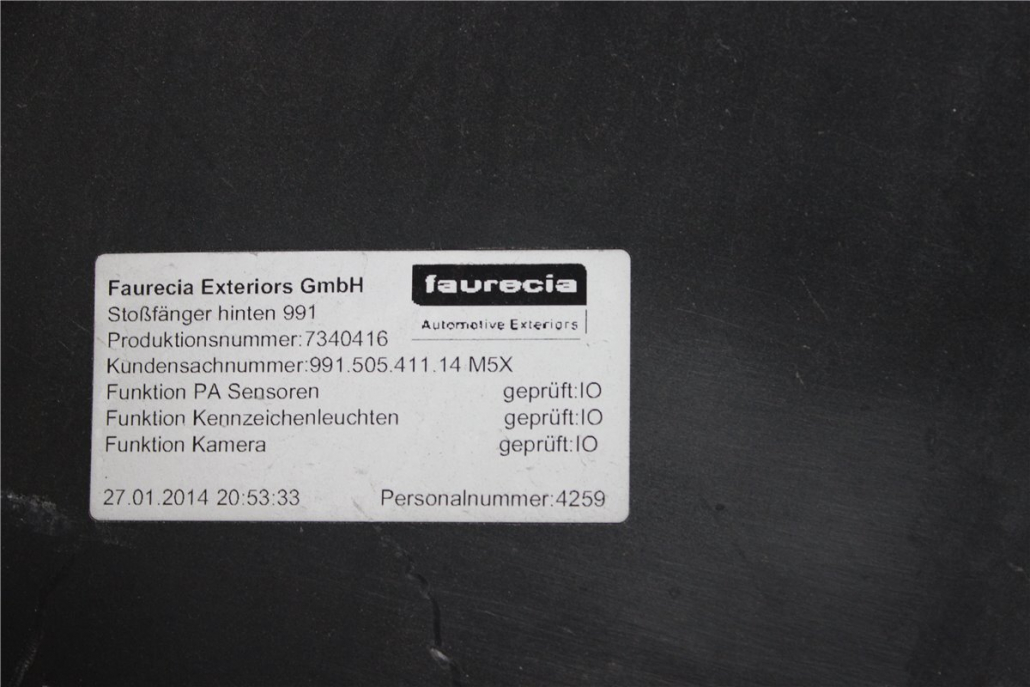 Faurecia Exteriors GmbH
faurecia
Automotive Exteriors
Stoßfänger hinten 991
Produktionsnummer:7340416
Kundensachnummer:991.505.411.14 M5X
Funktion PA Sensoren geprüft:IO
Funktion Kennzeichenleuchten geprüft:IO
Funktion Kamera geprüft:IO
27.01.2014 20:53:33 Personalnummer:4259